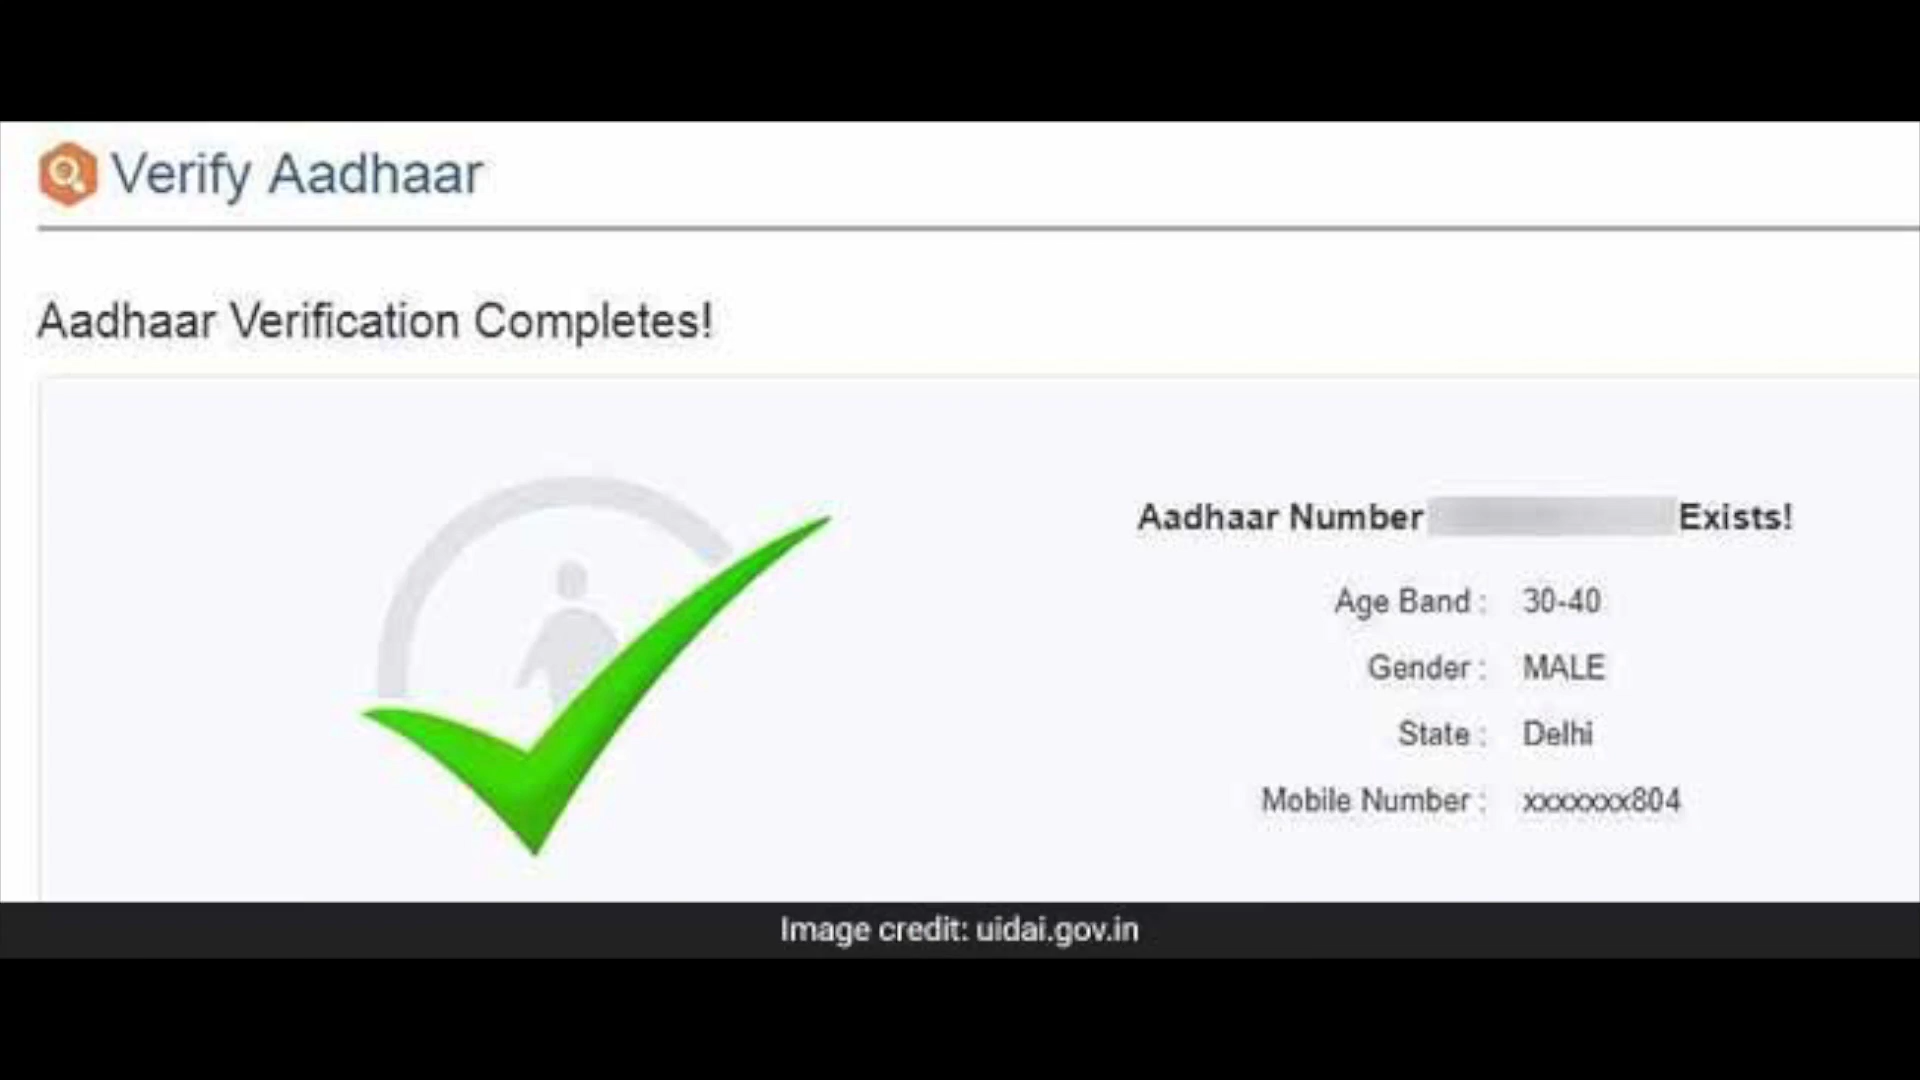 Verify Aadhaar
Aadhaar Verification Completes!
Aadhaar Number Exists!
Age Band : 30-40
Gender : MALE
State : Delhi
Mobile Number : xxxxxxx804
Image credit: uidai.gov.in